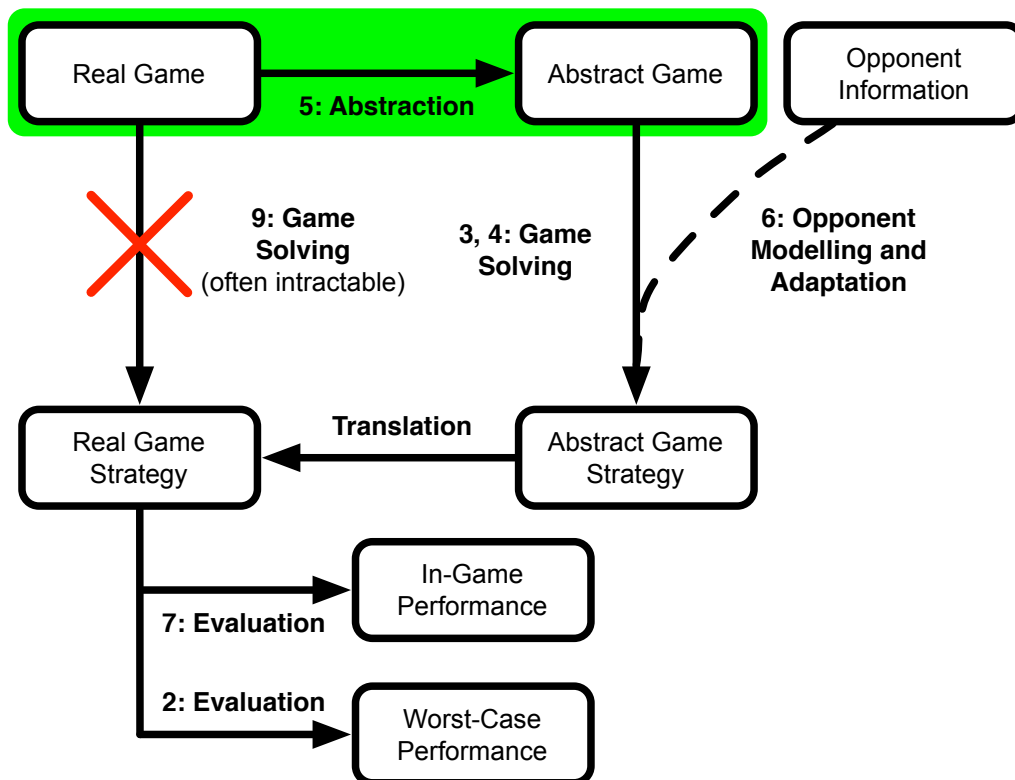 Real Game
5: Abstraction
Abstract Game
Opponent
Information
9: Game
Solving
(often intractable)
3, 4: Game
Solving
6: Opponent
Modelling and
Adaptation
Real Game
Strategy
Translation
Abstract Game
Strategy
In-Game
Performance
7: Evaluation
2: Evaluation
Worst-Case
Performance